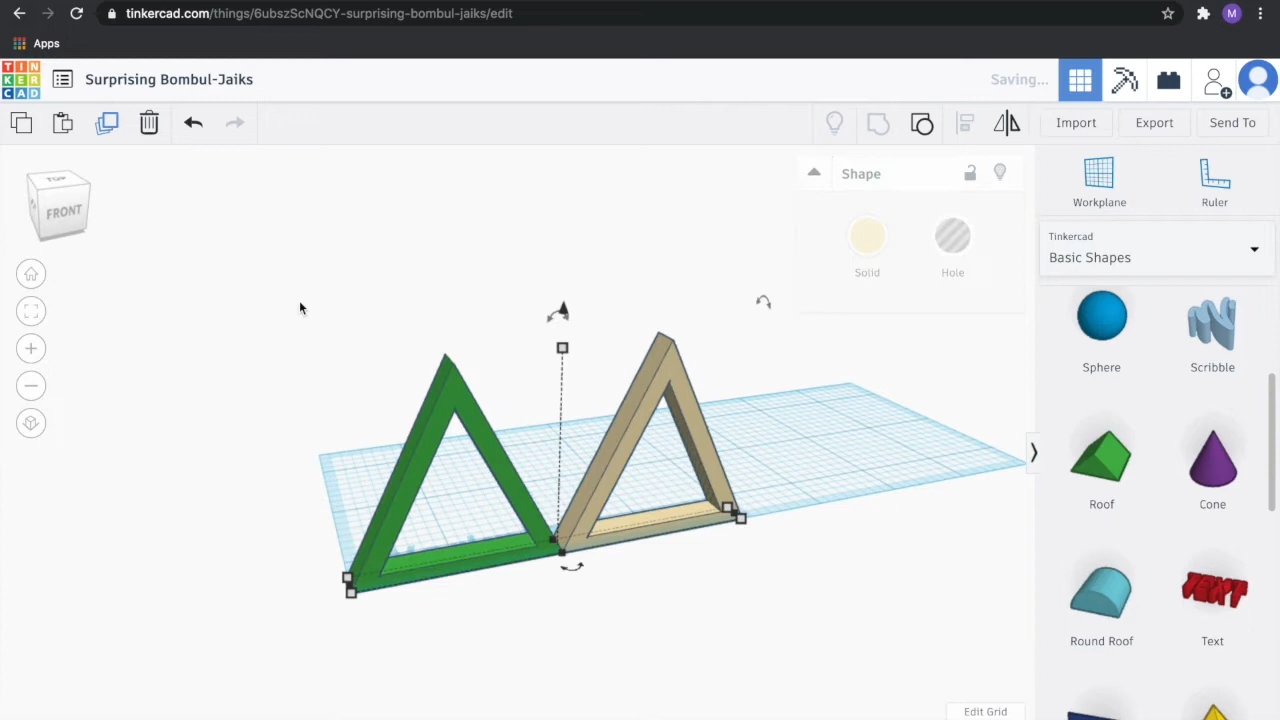 tinkercad.com/things/6ubszScNQCY-surprising-bombul-jaiks/edit
M
Apps
TIN
KER
CAD
Surprising Bombul-Jaiks
Saving...
Import
Export
Send To
TOP
FRONT
Shape
Solid
Hole
Workplane
Ruler
Tinkercad
Basic Shapes
Sphere
Scribble
Roof
Cone
TEXT
Round Roof
Text
Edit Grid